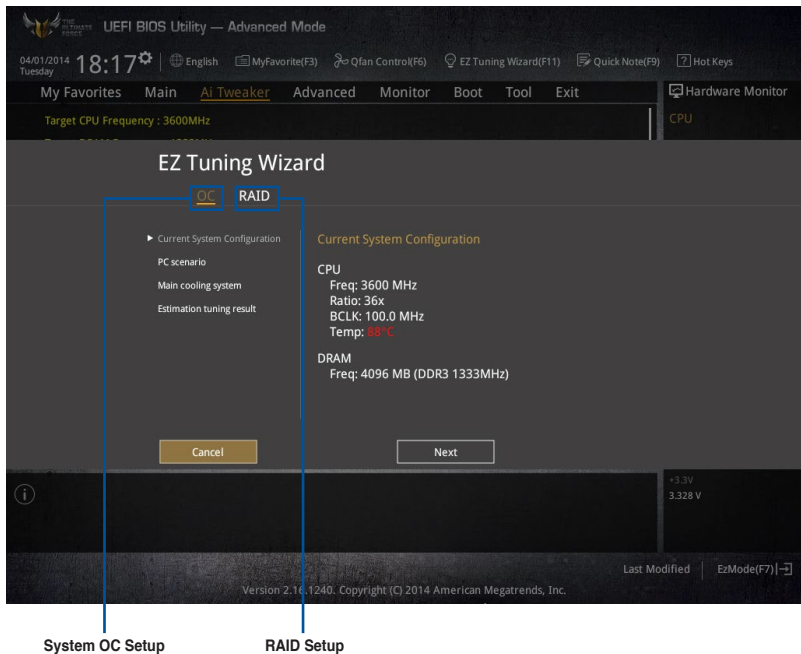 THE ULTIMATE FORCE UEFI BIOS Utility — Advanced Mode
04/01/2014 Tuesday 18:17 English MyFavorite(F3) Qfan Control(F6) EZ Tuning Wizard(F11) Quick Note(F9) ? Hot Keys
My Favorites Main Ai Tweaker Advanced Monitor Boot Tool Exit Hardware Monitor
Target CPU Frequency : 3600MHz CPU
EZ Tuning Wizard
OC RAID
Current System Configuration
PC scenario
Main cooling system
Estimation tuning result
Current System Configuration
CPU
Freq: 3600 MHz
Ratio: 36x
BCLK: 100.0 MHz
Temp: 88°C
DRAM
Freq: 4096 MB (DDR3 1333MHz)
Cancel Next
+3.3V
3.328 V
Last Modified EzMode(F7)
Version 2.16.1240. Copyright (C) 2014 American Megatrends, Inc.
System OC Setup RAID Setup